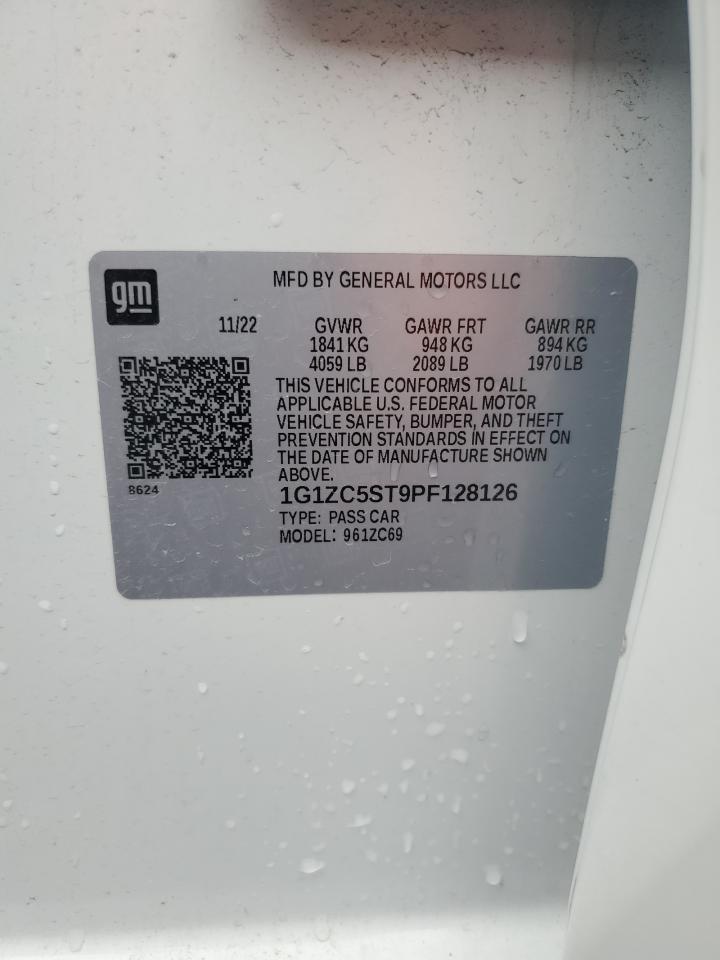 gm
MFD BY GENERAL MOTORS LLC
11/22 GVWR GAWR FRT GAWR RR
1841 KG 948 KG 894 KG
4059 LB 2089 LB 1970 LB
THIS VEHICLE CONFORMS TO ALL
APPLICABLE U.S. FEDERAL MOTOR
VEHICLE SAFETY, BUMPER, AND THEFT
PREVENTION STANDARDS IN EFFECT ON
THE DATE OF MANUFACTURE SHOWN
ABOVE.
8624
1G1ZC5ST9PF128126
TYPE: PASS CAR
MODEL: 961ZC69